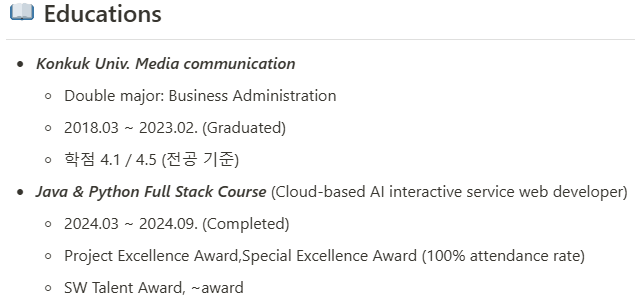 📖 Educations
• Konkuk Univ. Media communication
◦ Double major: Business Administration
◦ 2018.03 ~ 2023.02. (Graduated)
◦ 학점 4.1 / 4.5 (전공 기준)
• Java & Python Full Stack Course (Cloud-based AI interactive service web developer)
◦ 2024.03 ~ 2024.09. (Completed)
◦ Project Excellence Award,Special Excellence Award (100% attendance rate)
◦ SW Talent Award, ~award